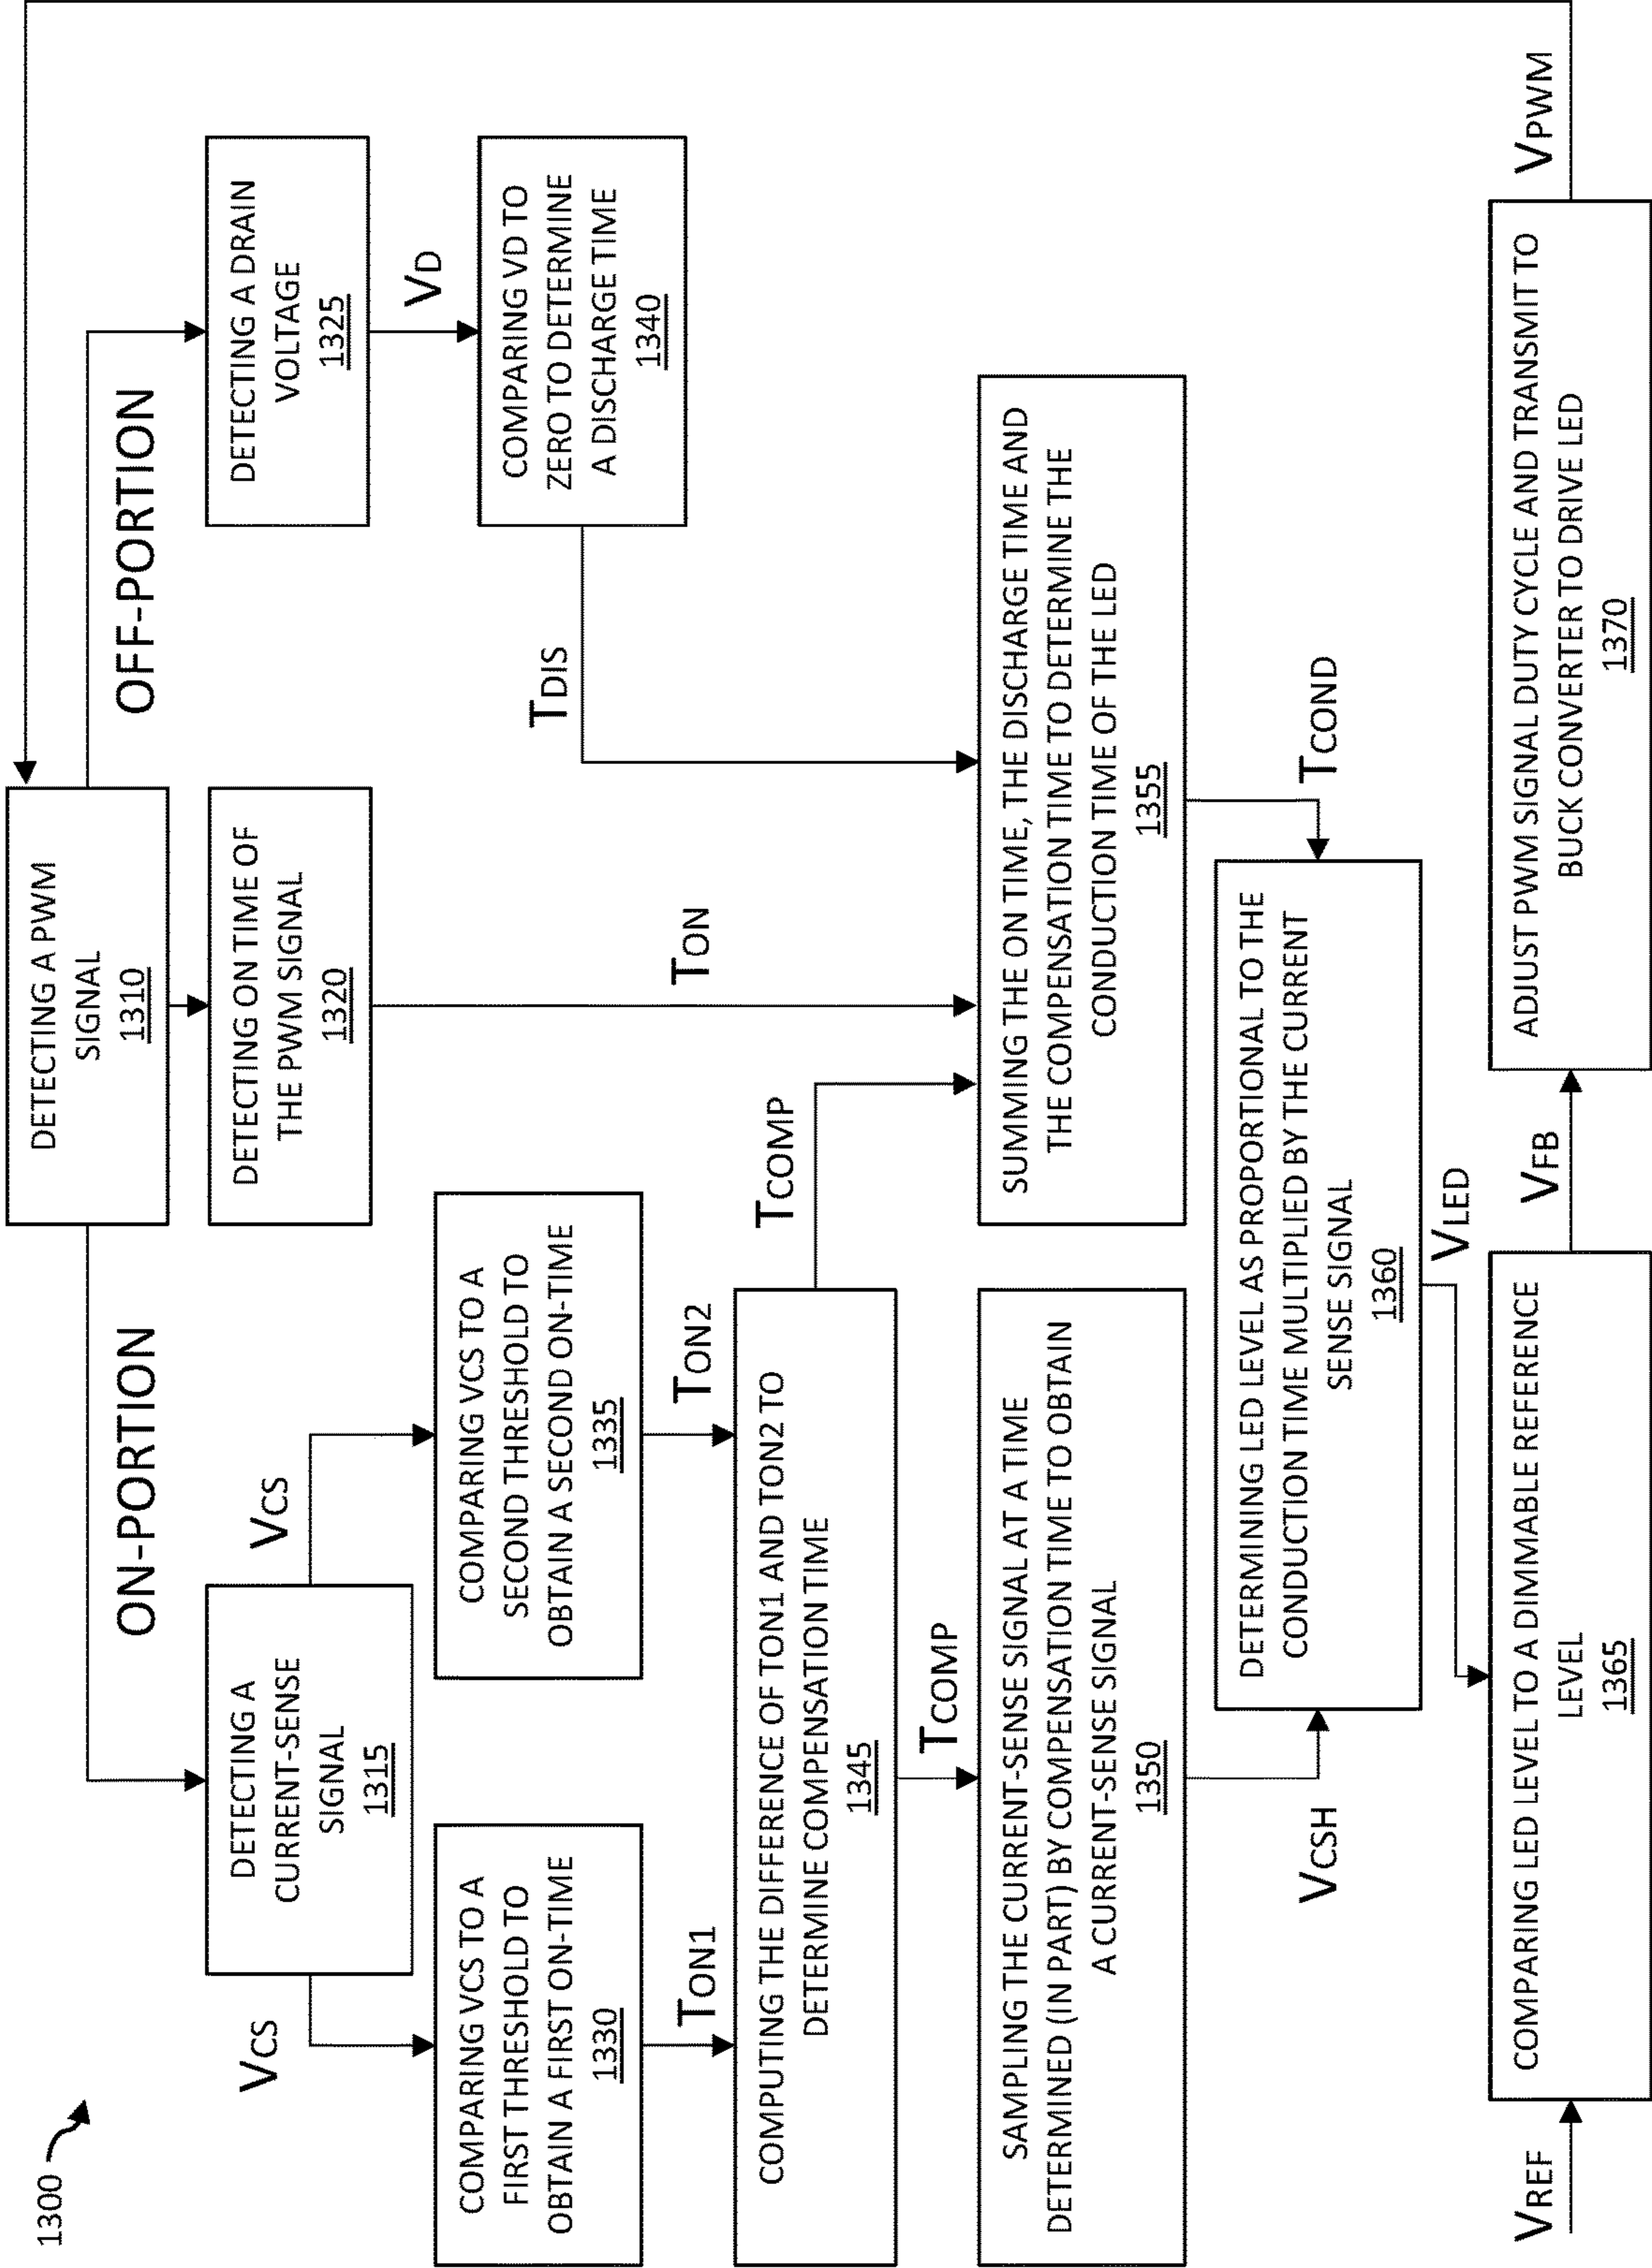 1300
DETECTING A PWM
SIGNAL
1310
ON-PORTION
OFF-PORTION
DETECTING A
CURRENT-SENSE
SIGNAL
1315
DETECTING ON TIME OF
THE PWM SIGNAL
1320
DETECTING A DRAIN
VOLTAGE
1325
VCS
VCS
VD
COMPARING VCS TO A
FIRST THRESHOLD TO
OBTAIN A FIRST ON-TIME
1330
COMPARING VCS TO A
SECOND THRESHOLD TO
OBTAIN A SECOND ON-TIME
1335
COMPARING VD TO
ZERO TO DETERMINE
A DISCHARGE TIME
1340
TON1
TON2
TON
TDIS
COMPUTING THE DIFFERENCE OF TON1 AND TON2 TO
DETERMINE COMPENSATION TIME
1345
TCOMP
TCOMP
SAMPLING THE CURRENT-SENSE SIGNAL AT A TIME
DETERMINED (IN PART) BY COMPENSATION TIME TO OBTAIN
A CURRENT-SENSE SIGNAL
1350
SUMMING THE ON TIME, THE DISCHARGE TIME AND
THE COMPENSATION TIME TO DETERMINE THE
CONDUCTION TIME OF THE LED
1355
VCSH
TCOND
DETERMINING LED LEVEL AS PROPORTIONAL TO THE
CONDUCTION TIME MULTIPLIED BY THE CURRENT
SENSE SIGNAL
1360
VLED
VREF
COMPARING LED LEVEL TO A DIMMABLE REFERENCE
LEVEL
1365
VFB
ADJUST PWM SIGNAL DUTY CYCLE AND TRANSMIT TO
BUCK CONVERTER TO DRIVE LED
1370
VPWM